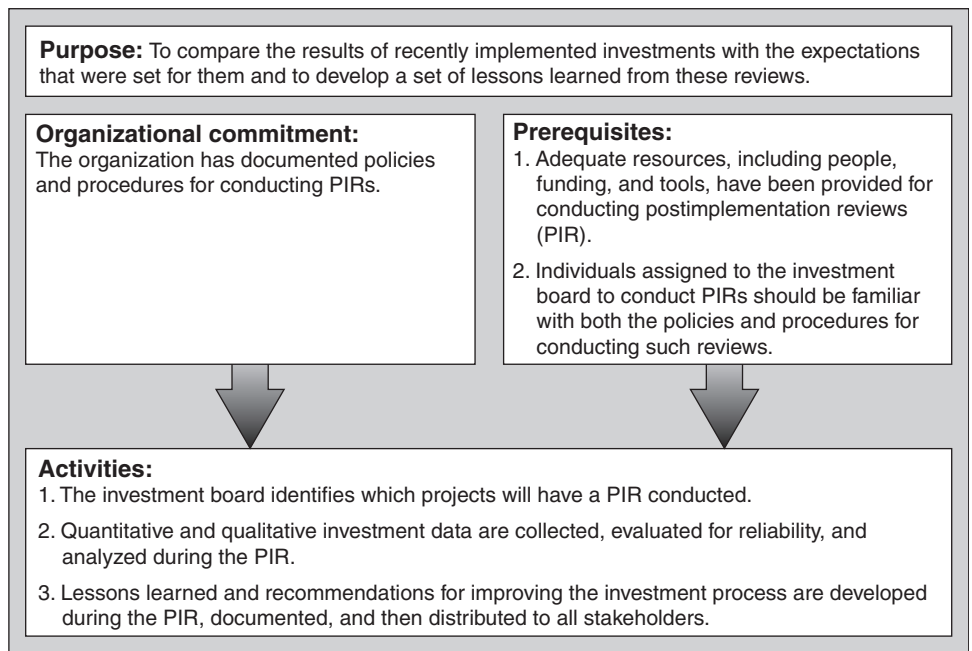 Purpose: To compare the results of recently implemented investments with the expectations
that were set for them and to develop a set of lessons learned from these reviews.
Organizational commitment:
The organization has documented policies
and procedures for conducting PIRs.
Prerequisites:
1. Adequate resources, including people,
funding, and tools, have been provided for
conducting postimplementation reviews
(PIR).
2. Individuals assigned to the investment
board to conduct PIRs should be familiar
with both the policies and procedures for
conducting such reviews.
Activities:
1. The investment board identifies which projects will have a PIR conducted.
2. Quantitative and qualitative investment data are collected, evaluated for reliability, and
analyzed during the PIR.
3. Lessons learned and recommendations for improving the investment process are developed
during the PIR, documented, and then distributed to all stakeholders.